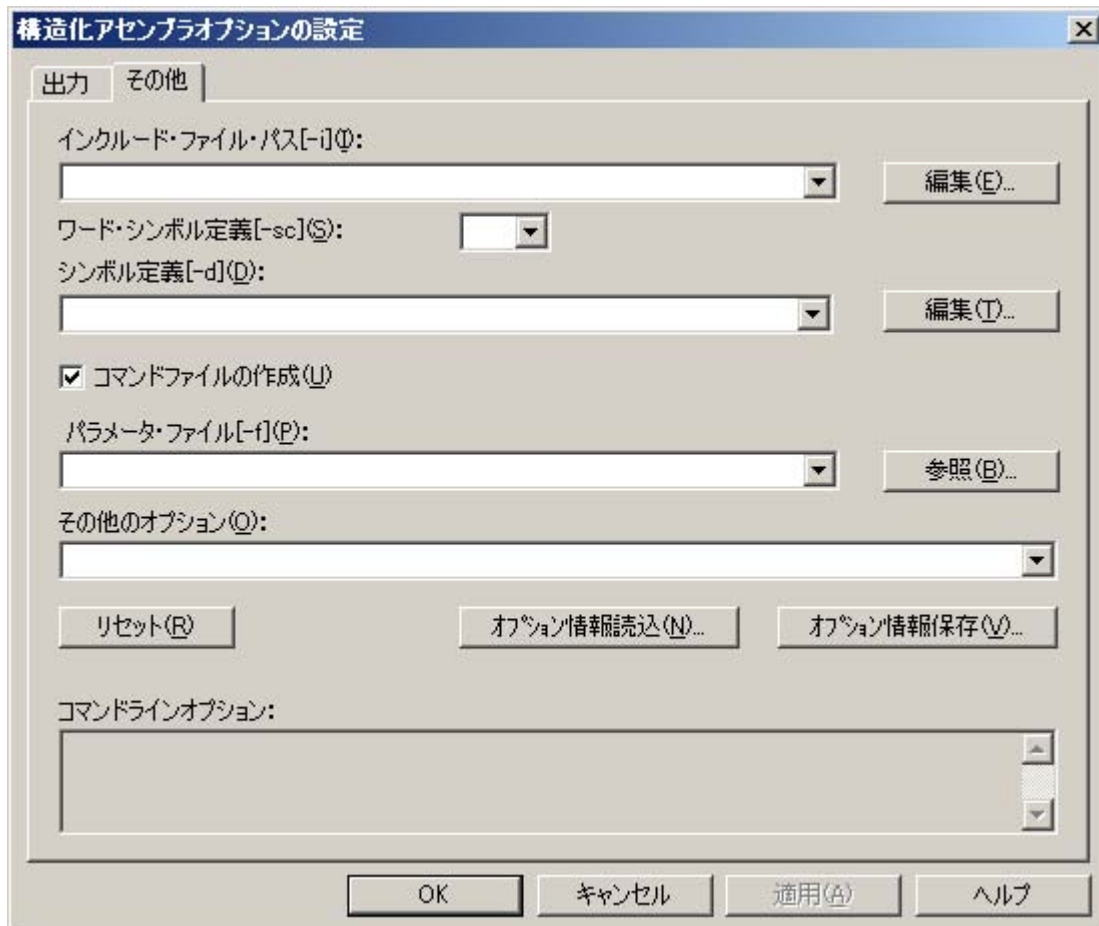 構造化アセンブラオプションの設定
出力 その他
インクルード・ファイル・パス[-i](I):
編集(E)...
ワード・シンボル定義[-sc](S):
シンボル定義[-d](D):
編集(T)...
コマンドファイルの作成(U)
パラメータ・ファイル[-f](P):
参照(B)...
その他のオプション(O):
リセット(R) オプション情報読込(N)... オプション情報保存(V)...
コマンドラインオプション:
OK キャンセル 適用(A) ヘルプ